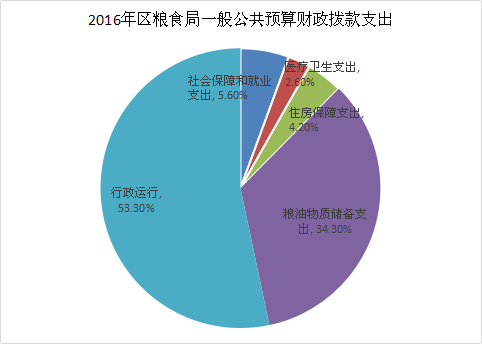 2016年区粮食局一般公共预算财政拨款支出
社会保障和就业
支出, 5.60%
医疗卫生支出,
2.60%
住房保障支出,
4.20%
粮油物质储备支
出, 34.30%
行政运行,
53.30%